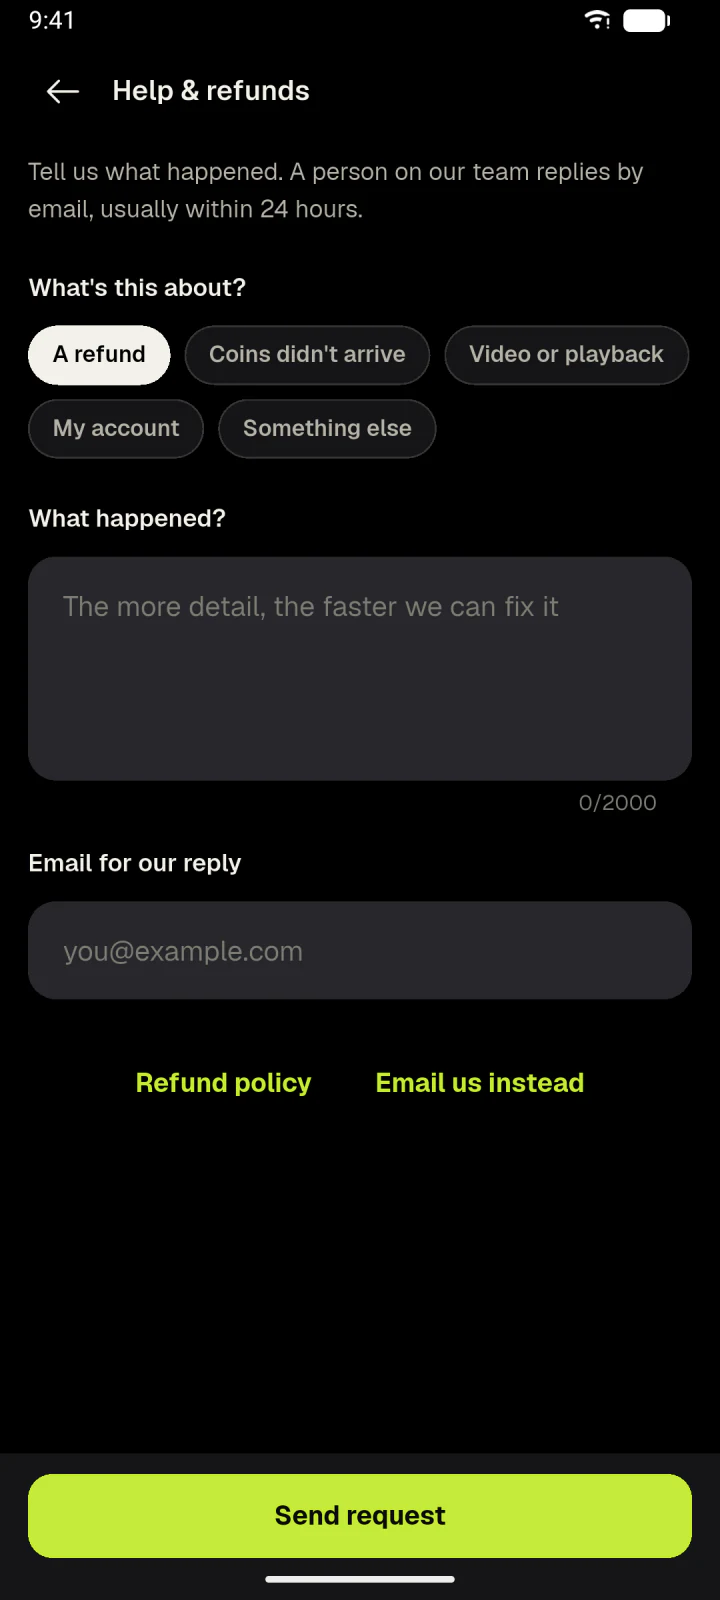 9:41
Help & refunds
Tell us what happened. A person on our team replies by
email, usually within 24 hours.
What's this about?
A refund
Coins didn't arrive
Video or playback
My account
Something else
What happened?
The more detail, the faster we can fix it
0/2000
Email for our reply
you@example.com
Refund policy
Email us instead
Send request